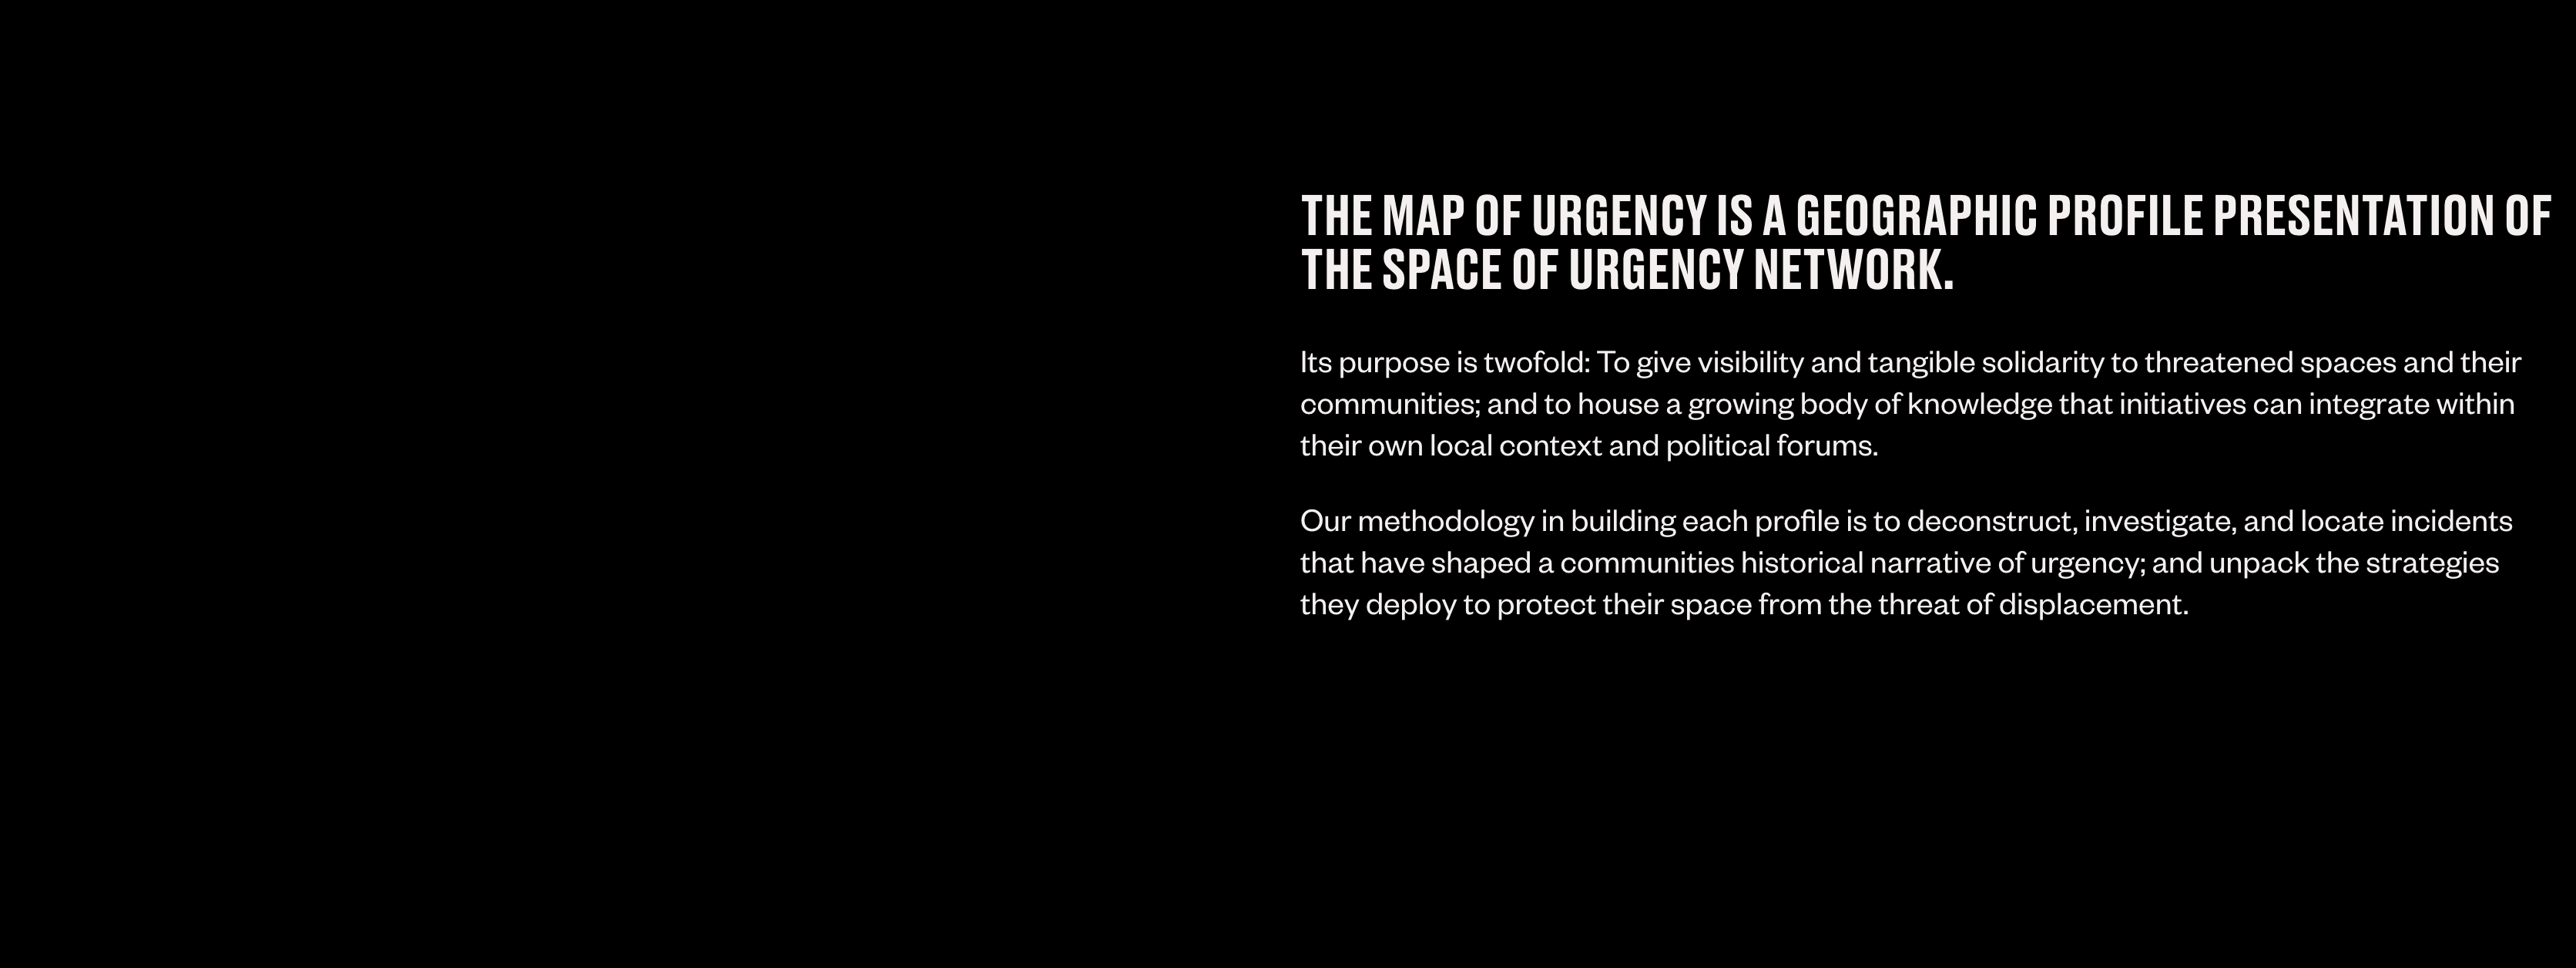 THE MAP OF URGENCY IS A GEOGRAPHIC PROFILE PRESENTATION OF
THE SPACE OF URGENCY NETWORK.
Its purpose is twofold: To give visibility and tangible solidarity to threatened spaces and their
communities; and to house a growing body of knowledge that initiatives can integrate within
their own local context and political forums.
Our methodology in building each profile is to deconstruct, investigate, and locate incidents
that have shaped a communities historical narrative of urgency; and unpack the strategies
they deploy to protect their space from the threat of displacement.